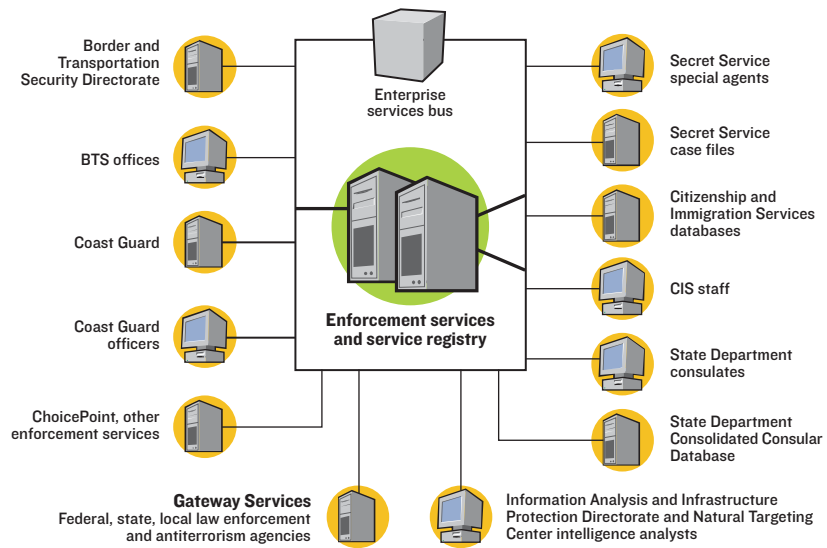 Border and
Transportation
Security Directorate
BTS offices
Coast Guard
Coast Guard
officers
ChoicePoint, other
enforcement services
Enterprise
services bus
Enforcement services
and service registry
Secret Service
special agents
Secret Service
case files
Citizenship and
Immigration Services
databases
CIS staff
State Department
consulates
State Department
Consolidated Consular
Database
Gateway Services
Federal, state, local law enforcement
and antiterrorism agencies
Information Analysis and Infrastructure
Protection Directorate and Natural Targeting
Center intelligence analysts